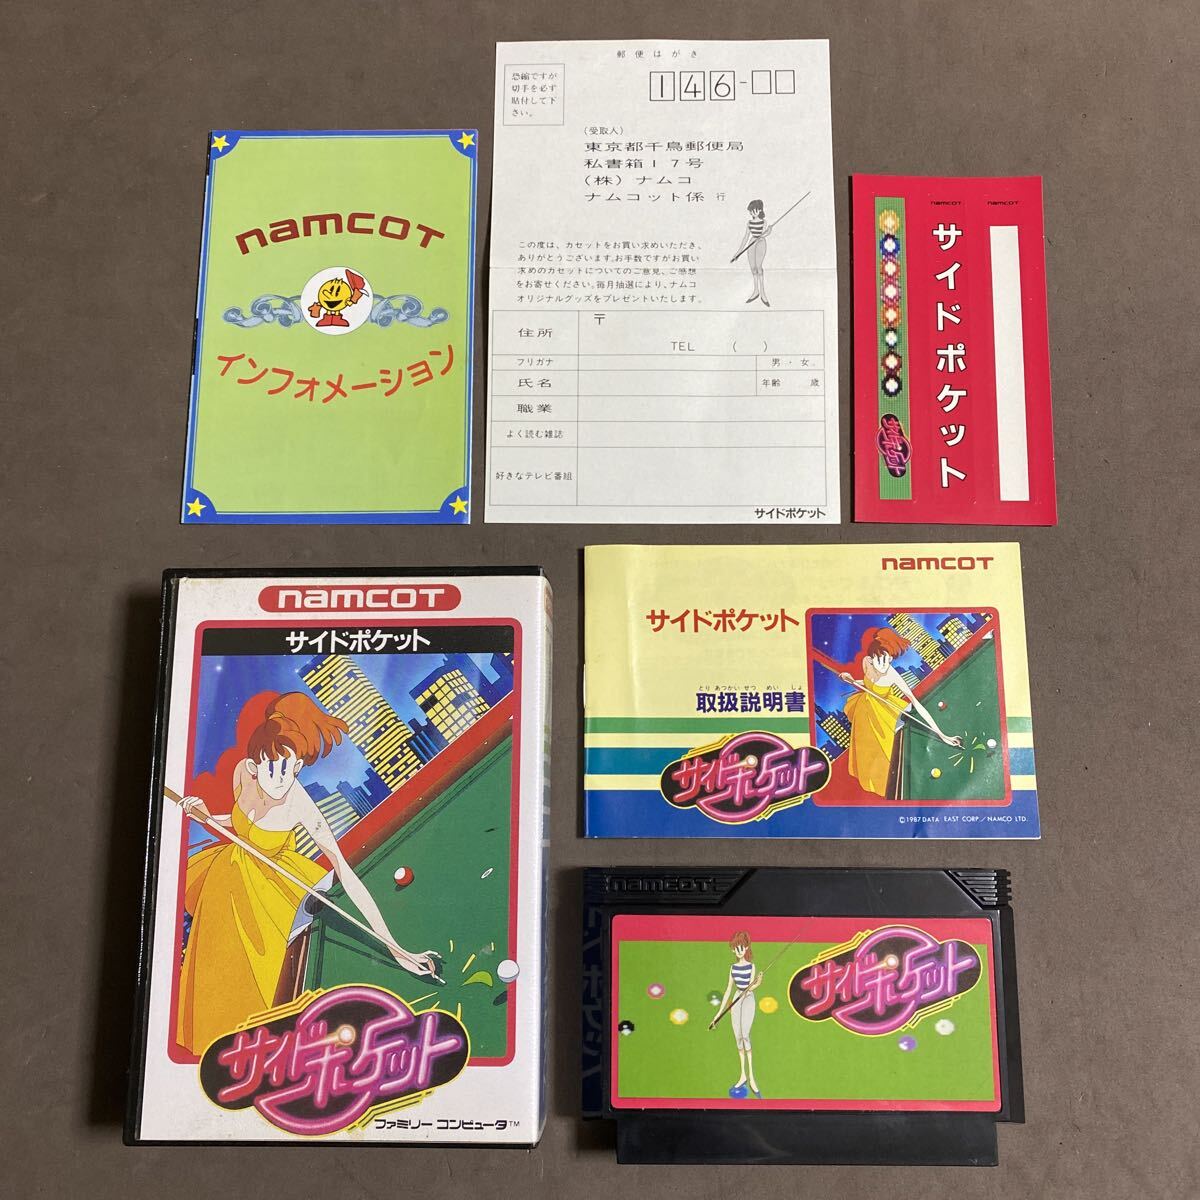 namcot
インフォメーション
郵便はがき
恐縮ですが
切手を必ず
貼付して下
さい。
146-
(受取人)
東京都千鳥郵便局
私書箱17号
(株)ナムコ
ナムコット係 行
この度は、カセットをお買い求めいただき、
ありがとうございます。お手数ですがお買い
求めのカセットについてのご意見、ご感想
をお寄せください。毎月抽選により、ナムコ
オリジナルグッズをプレゼントいたします。
住所
〒
TEL ( )
フリガナ
男・女。
氏名
年齢 歳
職業
よく読む雑誌
好きなテレビ番組
サイドポケット
namcot
namcot
サイドポケット
サイドポケット
namcot
サイドポケット
サイドポケット
ファミリー コンピュータ™
namcot
サイドポケット
とりあつかいせつめいしょ
取扱説明書
サイドポケット
©1987 DATA EAST CORP/NAMCO LTD.
namcot
サイドポケット